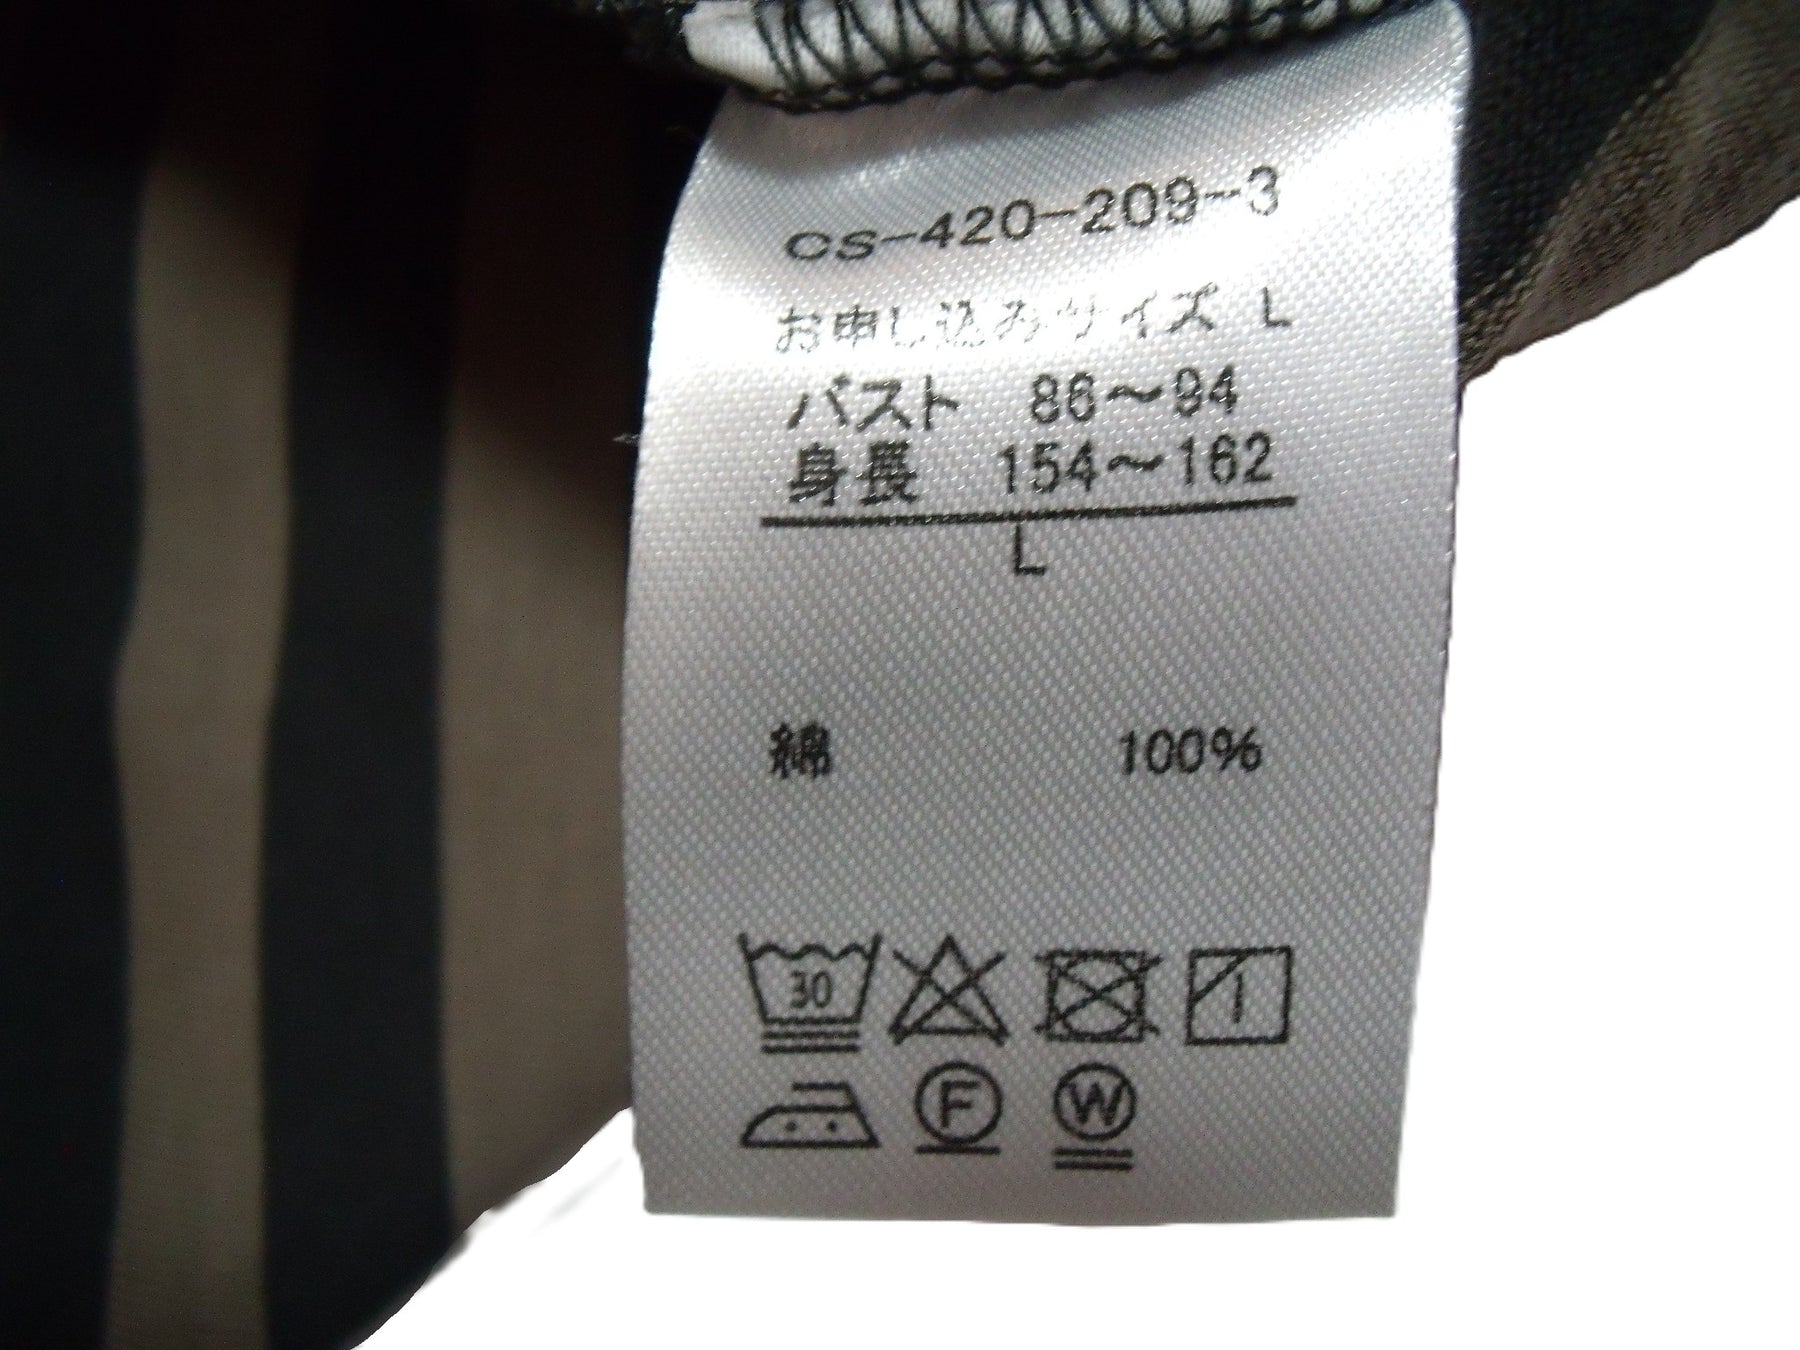 CS-420-209-3
お申し込みサイズ L
バスト 86～94
身長 154～162
L
綿 100%
30
F W